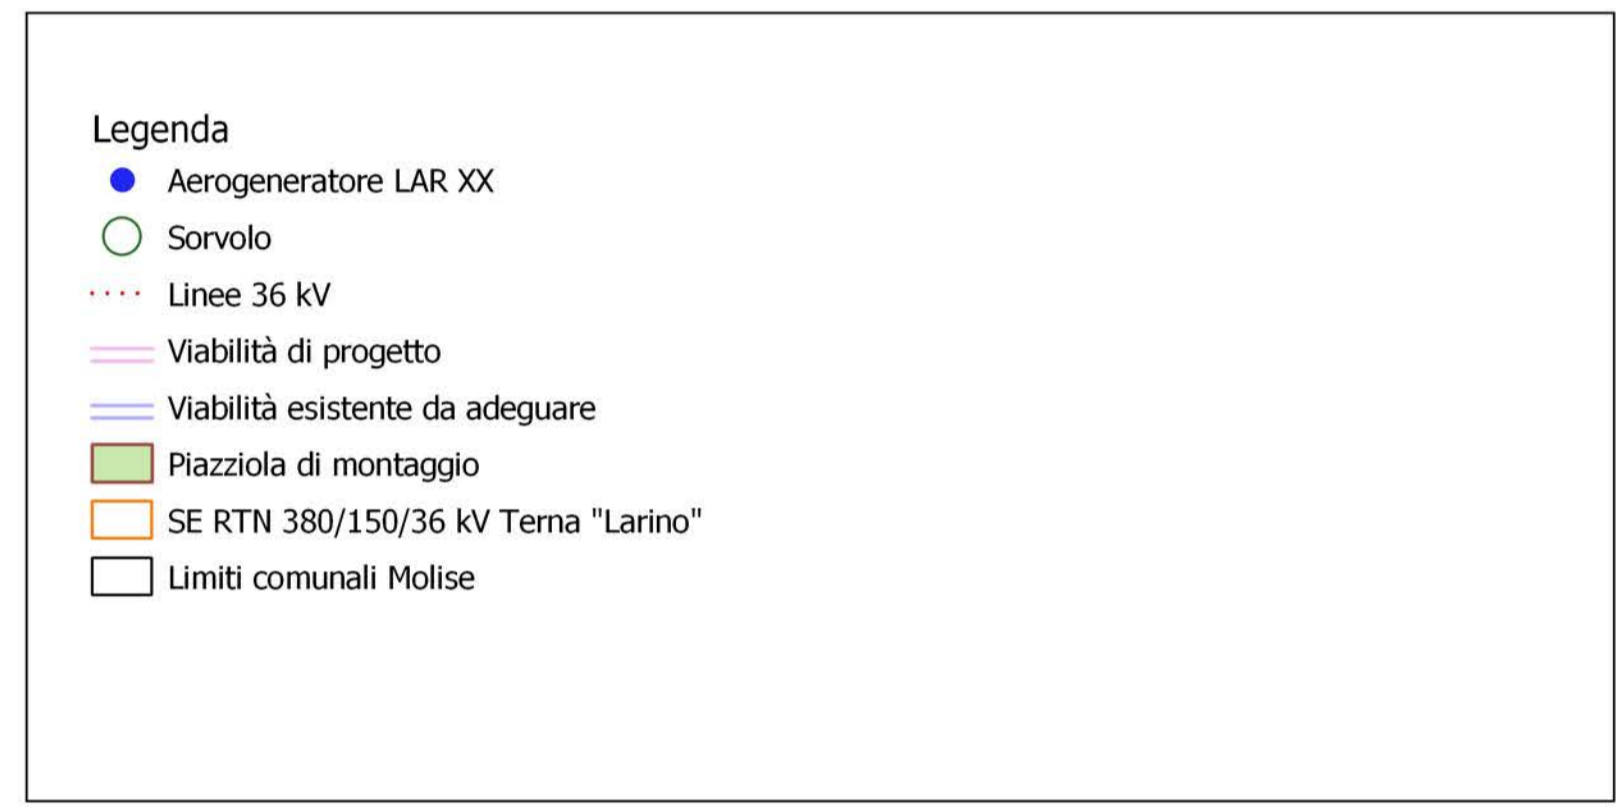 Legenda
Aerogeneratore LAR XX
Sorvolo
Linee 36 kV
Viabilità di progetto
Viabilità esistente da adeguare
Piazziola di montaggio
SE RTN 380/150/36 kV Terna "Larino"
Limiti comunali Molise